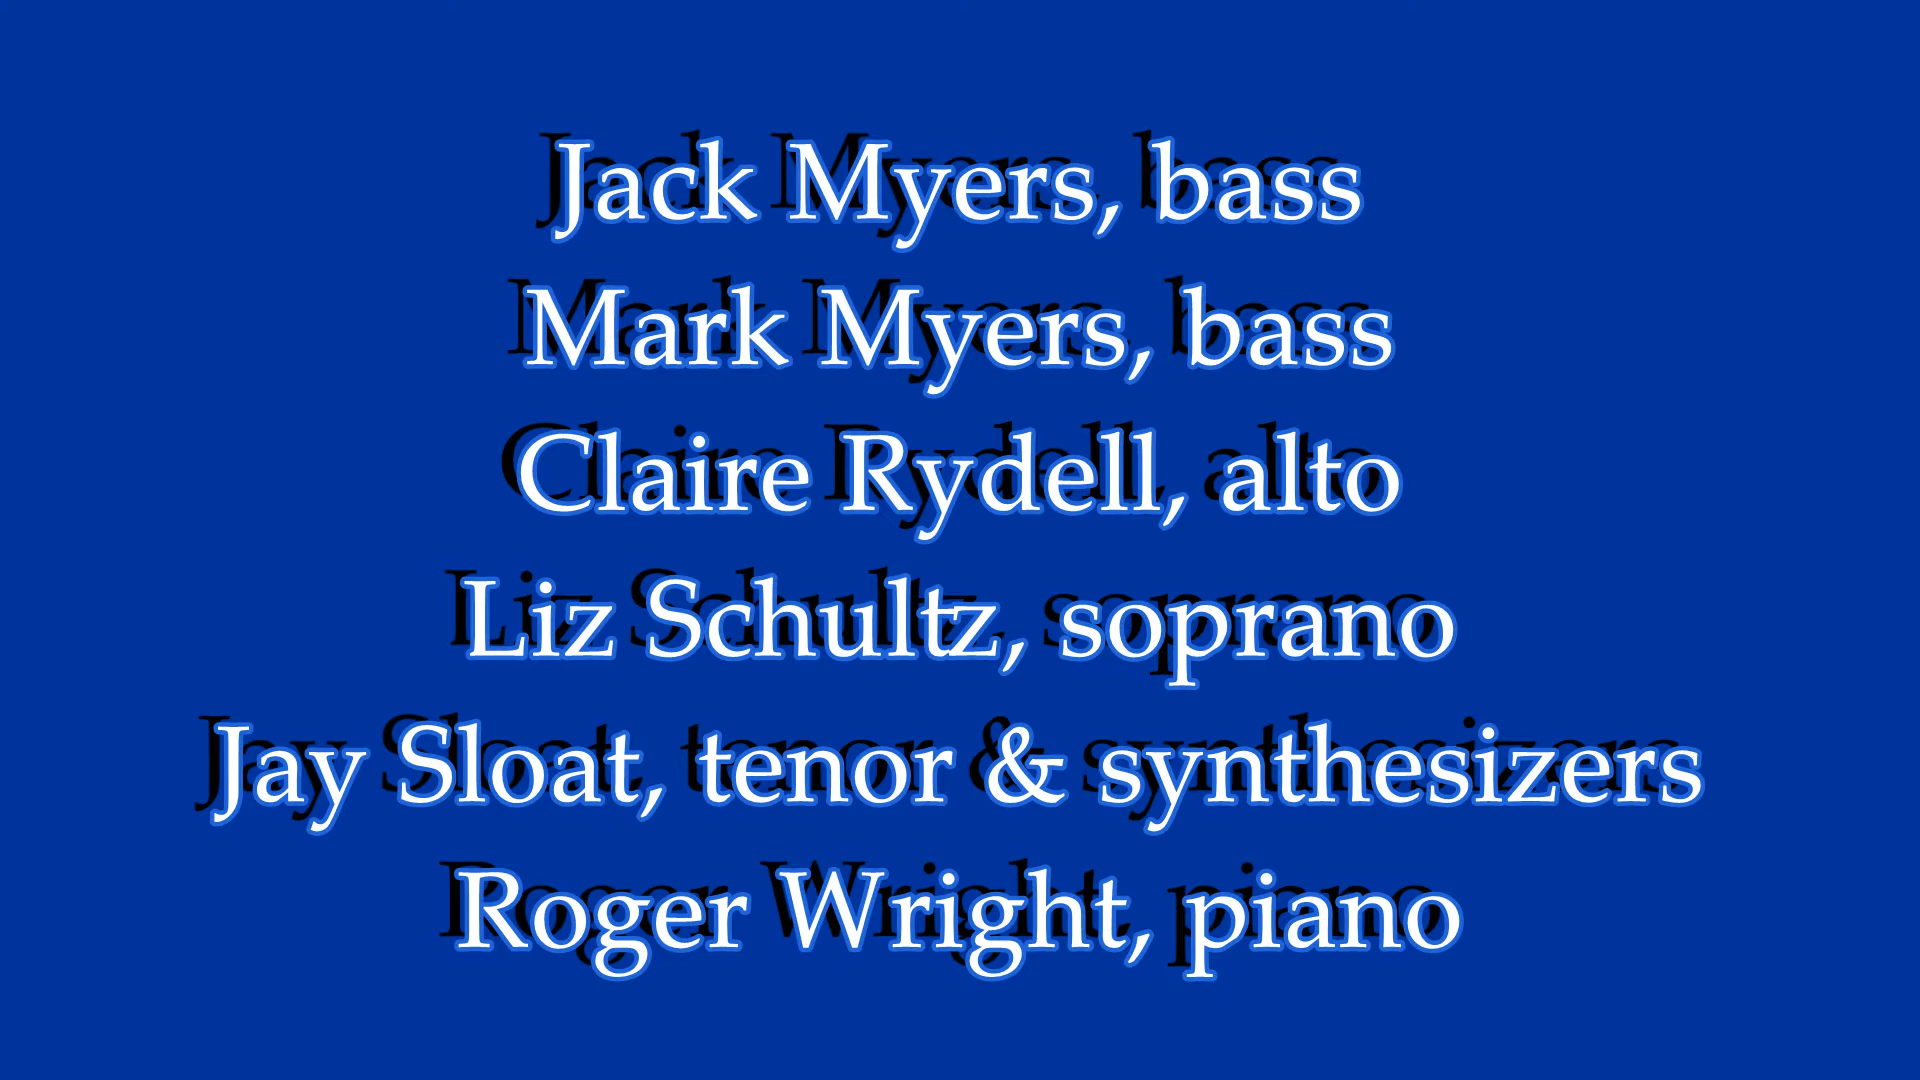 Jack Myers, bass
Mark Myers, bass
Claire Rydell, alto
Liz Schultz, soprano
Jay Sloat, tenor & synthesizers
Roger Wright, piano